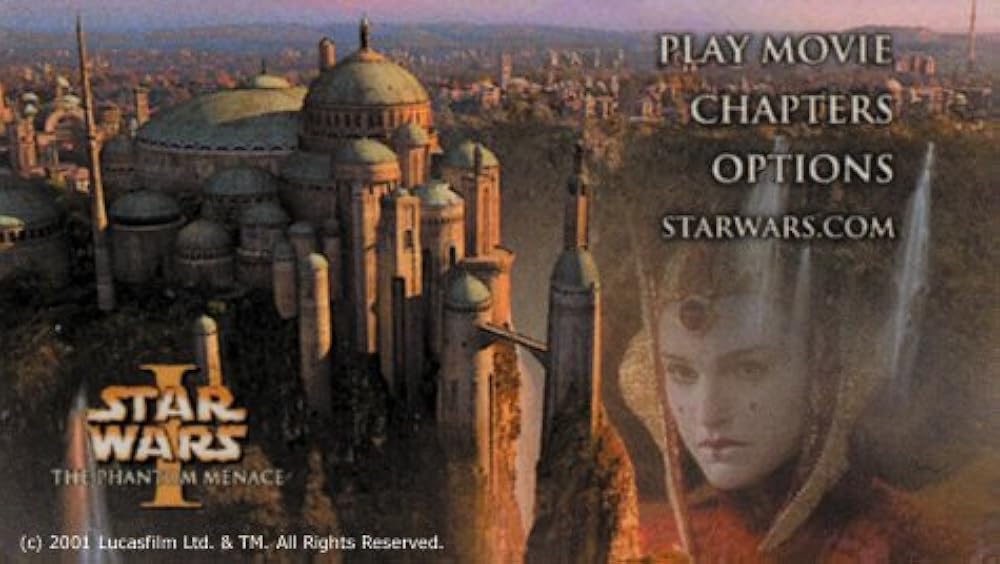 PLAY MOVIE
CHAPTERS
OPTIONS
STARWARS.COM
I
STAR
WARS
THE PHANTOM MENACE
(c) 2001 Lucasfilm Ltd. & TM. All Rights Reserved.